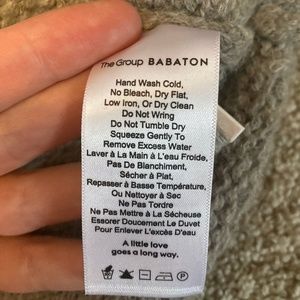 The Group BABATON
Hand Wash Cold,
No Bleach, Dry Flat,
Low Iron, Or Dry Clean
Do Not Wring
Do Not Tumble Dry
Squeeze Gently To
Remove Excess Water
Laver à La Main à L'eau Froide,
Pas De Blanchiment,
Sécher à Plat,
Repasser à Basse Température,
Ou Nettoyer à Sec
Ne Pas Tordre
Ne Pas Mettre à La Sécheuse
Essorer Doucement Le Duvet
Pour Enlever L'excès D'eau
A little love
goes a long way.
P